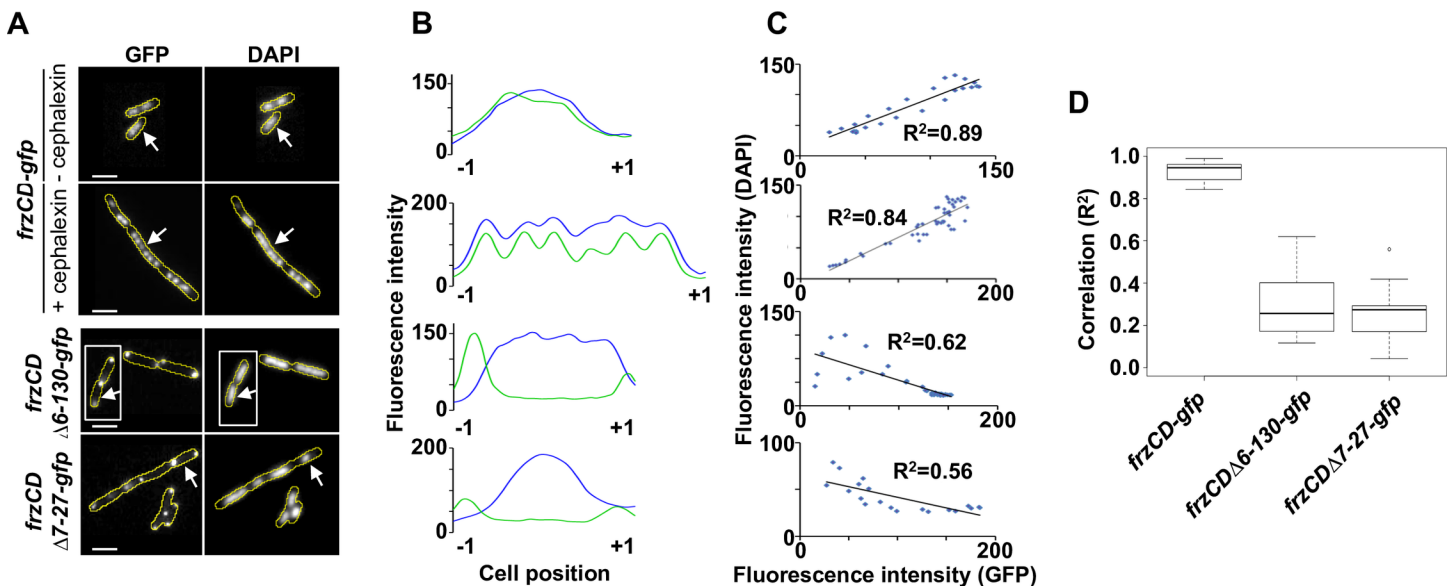 A
GFP DAPI
frzCD-gfp
- cephalexin
+ cephalexin
frzCD
Δ6-130-gfp
frzCD
Δ7-27-gfp
B
Fluorescence intensity
150
0
-1 +1
200
0
-1 +1
150
0
-1 +1
200
0
-1 +1
Cell position
C
Fluorescence intensity (DAPI)
150
R²=0.89
0
0 150
150
R²=0.84
0
0 200
150
R²=0.62
0
0 200
100
R²=0.56
0
0 200
Fluorescence intensity (GFP)
D
Correlation (R²)
1.0
0.8
0.6
0.4
0.2
0.0
frzCD-gfp
frzCDΔ6-130-gfp
frzCDΔ7-27-gfp